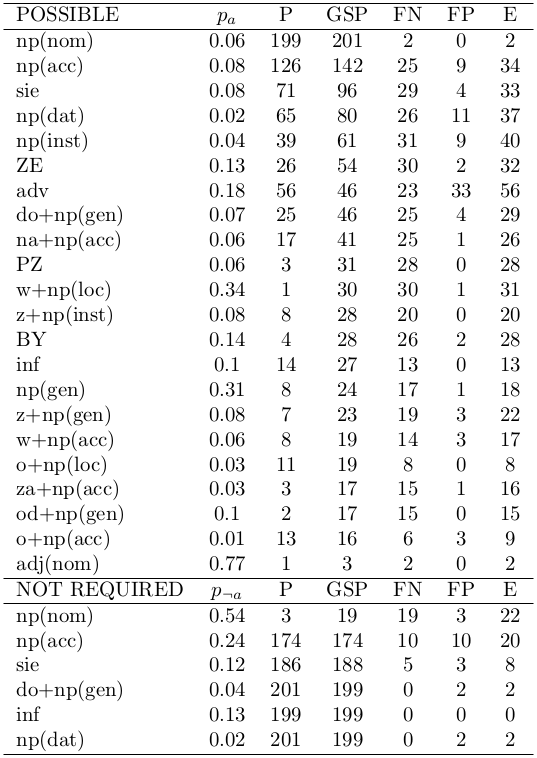 POSSIBLE pₐ P GSP FN FP E
np(nom) 0.06 199 201 2 0 2
np(acc) 0.08 126 142 25 9 34
sie 0.08 71 96 29 4 33
np(dat) 0.02 65 80 26 11 37
np(inst) 0.04 39 61 31 9 40
ZE 0.13 26 54 30 2 32
adv 0.18 56 46 23 33 56
do+np(gen) 0.07 25 46 25 4 29
na+np(acc) 0.06 17 41 25 1 26
PZ 0.06 3 31 28 0 28
w+np(loc) 0.34 1 30 30 1 31
z+np(inst) 0.08 8 28 20 0 20
BY 0.14 4 28 26 2 28
inf 0.1 14 27 13 0 13
np(gen) 0.31 8 24 17 1 18
z+np(gen) 0.08 7 23 19 3 22
w+np(acc) 0.06 8 19 14 3 17
o+np(loc) 0.03 11 19 8 0 8
za+np(acc) 0.03 3 17 15 1 16
od+np(gen) 0.1 2 17 15 0 15
o+np(acc) 0.01 13 16 6 3 9
adj(nom) 0.77 1 3 2 0 2
NOT REQUIRED p¬a P GSP FN FP E
np(nom) 0.54 3 19 19 3 22
np(acc) 0.24 174 174 10 10 20
sie 0.12 186 188 5 3 8
do+np(gen) 0.04 201 199 0 2 2
inf 0.13 199 199 0 0 0
np(dat) 0.02 201 199 0 2 2